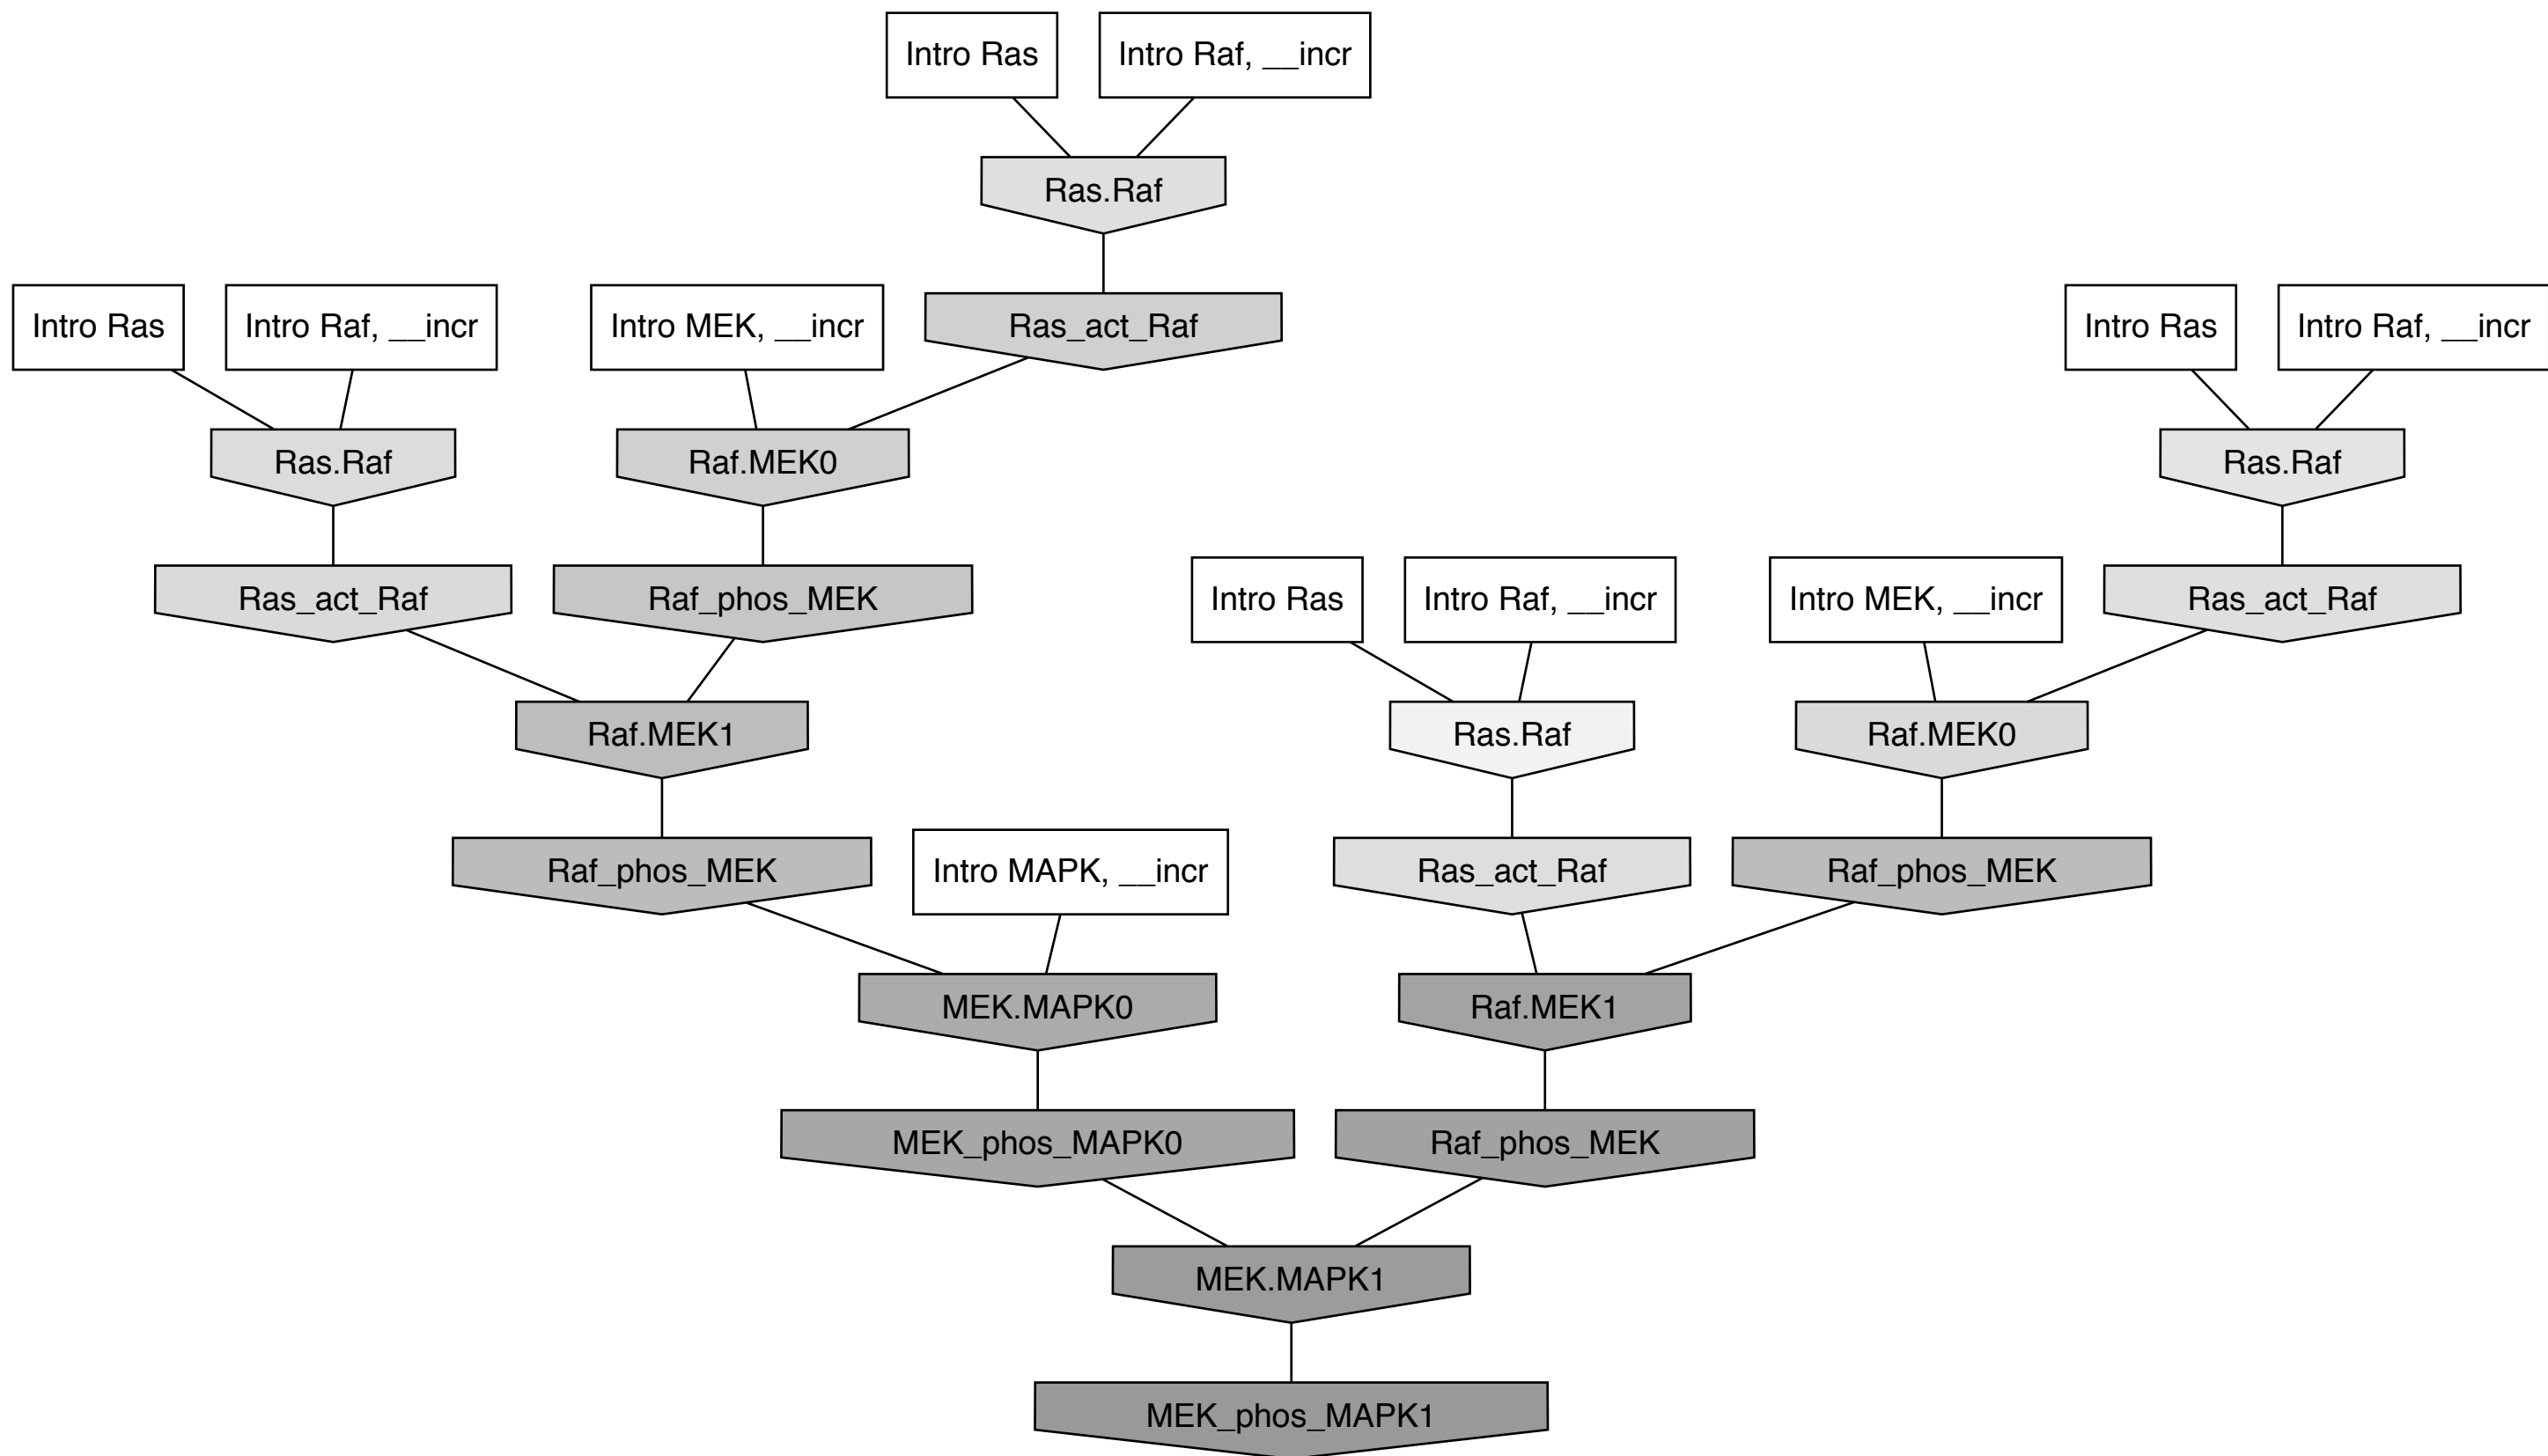 Intro Ras
Intro Raf, __incr
Ras.Raf
Intro Ras
Intro Raf, __incr
Intro MEK, __incr
Ras_act_Raf
Intro Ras
Intro Raf, __incr
Ras.Raf
Raf.MEK0
Ras.Raf
Ras_act_Raf
Raf_phos_MEK
Intro Ras
Intro Raf, __incr
Intro MEK, __incr
Ras_act_Raf
Raf.MEK1
Ras.Raf
Raf.MEK0
Raf_phos_MEK
Intro MAPK, __incr
Ras_act_Raf
Raf_phos_MEK
MEK.MAPK0
Raf.MEK1
MEK_phos_MAPK0
Raf_phos_MEK
MEK.MAPK1
MEK_phos_MAPK1